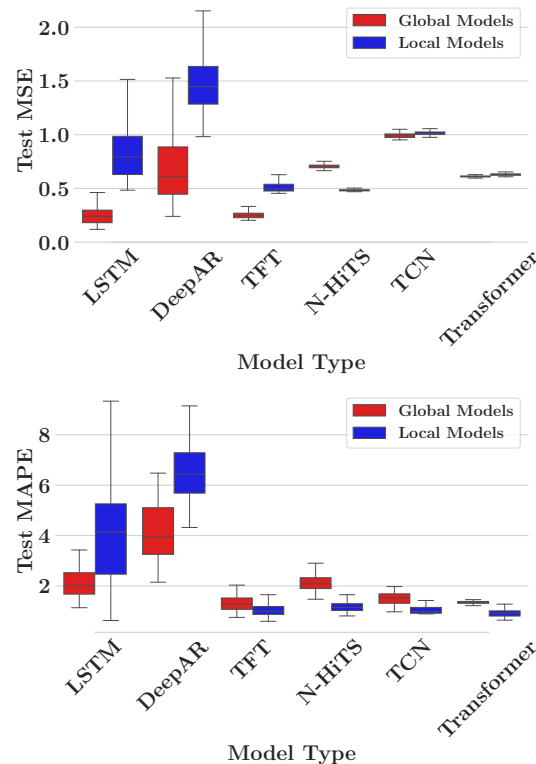 Test MSE
2.0
1.5
1.0
0.5
0.0
Global Models
Local Models
LSTM
DeepAR
TFT
N-HiTS
TCN
Transformer
Model Type
Test MAPE
8
6
4
2
Global Models
Local Models
LSTM
DeepAR
TFT
N-HiTS
TCN
Transformer
Model Type